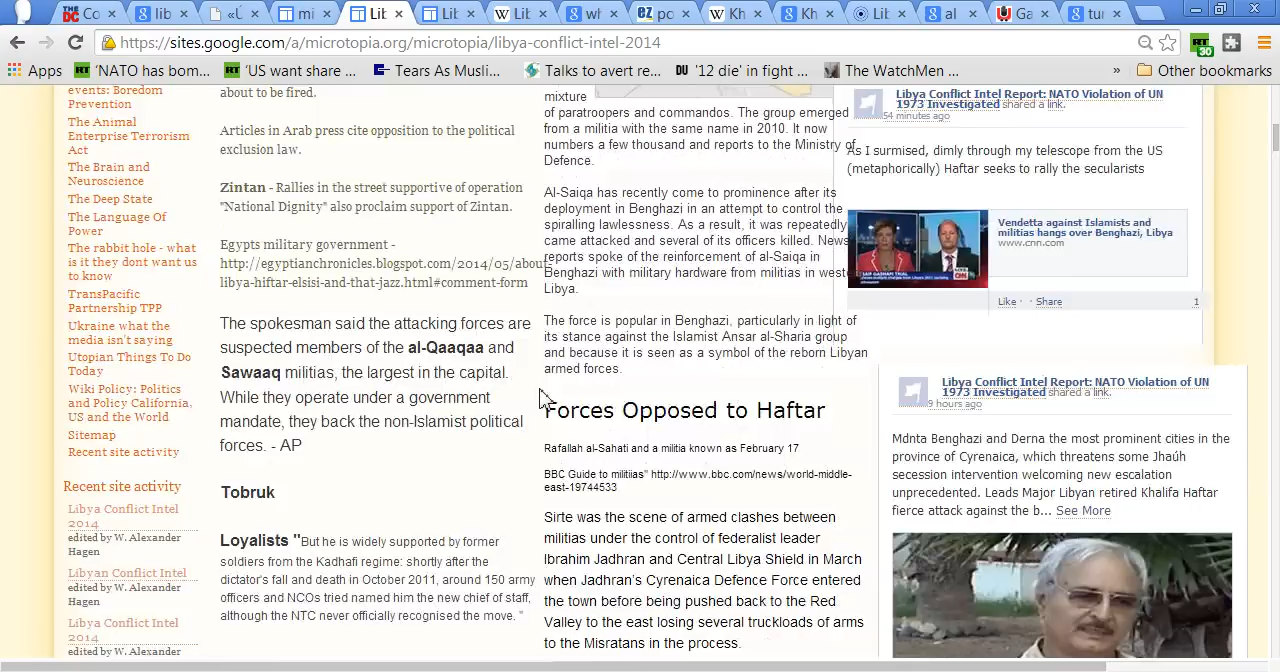 Co
lib
«Ü
mi
Lib
Lib
Lib
wh
po
Kh
Kh
Lib
al
Ga
tur
https://sites.google.com/a/microtopia.org/microtopia/libya-conflict-intel-2014
30
Apps
'NATO has bom...
'US want share ...
Tears As Musli...
Talks to avert re...
'12 die' in fight ...
The WatchMen ...
»
Other bookmarks
events: Boredom
Prevention
The Animal
Enterprise Terrorism
Act
The Brain and
Neuroscience
The Deep State
The Language Of
Power
The rabbit hole - what
is it they dont want us
to know
TransPacific
Partnership TPP
Ukraine what the
media isn't saying
Utopian Things To Do
Today
Wiki Policy: Politics
and Policy California,
US and the World
Sitemap
Recent site activity
Recent site activity
Libya Conflict Intel
2014
edited by W. Alexander
Hagen
Libyan Conflict Intel
edited by W. Alexander
Hagen
Libya Conflict Intel
2014
edited by W. Alexander
about to be fired.
Articles in Arab press cite opposition to the political
exclusion law.
Zintan - Rallies in the street supportive of operation
"National Dignity" also proclaim support of Zintan.
Egypts military government -
http://egyptianchronicles.blogspot.com/2014/05/about-
libya-hiftar-elsisi-and-that-jazz.html#comment-form
The spokesman said the attacking forces are
suspected members of the al-Qaaqaa and
Sawaaq militias, the largest in the capital.
While they operate under a government
mandate, they back the non-Islamist political
forces. - AP
Tobruk
Loyalists "But he is widely supported by former
soldiers from the Kadhafi regime: shortly after the
dictator's fall and death in October 2011, around 150 army
officers and NCOs tried named him the new chief of staff,
although the NTC never officially recognised the move. "
mixture
of paratroopers and commandos. The group emerged
from a militia with the same name in 2010. It now
numbers a few thousand and reports to the Ministry of
Defence.
Al-Saiqa has recently come to prominence after its
deployment in Benghazi in an attempt to control the
spiralling lawlessness. As a result, it was repeatedly
came attacked and several of its officers killed. News
reports spoke of the reinforcement of al-Saiqa in
Benghazi with military hardware from militias in western
Libya.
The force is popular in Benghazi, particularly in light of
its stance against the Islamist Ansar al-Sharia group
and because it is seen as a symbol of the reborn Libyan
armed forces.
Forces Opposed to Haftar
Rafallah al-Sahati and a militia known as February 17
BBC Guide to militias" http://www.bbc.com/news/world-middle-
east-19744533
Sirte was the scene of armed clashes between
militias under the control of federalist leader
Ibrahim Jadhran and Central Libya Shield in March
when Jadhran's Cyrenaica Defence Force entered
the town before being pushed back to the Red
Valley to the east losing several truckloads of arms
to the Misratans in the process.
Libya Conflict Intel Report: NATO Violation of UN
1973 Investigated shared a link.
54 minutes ago
As I surmised, dimly through my telescope from the US
(metaphorically) Haftar seeks to rally the secularists
Vendetta against Islamists and
militias hangs over Benghazi, Libya
www.cnn.com
Like · · Share
1
Libya Conflict Intel Report: NATO Violation of UN
1973 Investigated shared a link.
9 hours ago
Mdnta Benghazi and Derna the most prominent cities in the
province of Cyrenaica, which threatens some Jhaúh
secession intervention welcoming new escalation
unprecedented. Leads Major Libyan retired Khalifa Haftar
fierce attack against the b... See More